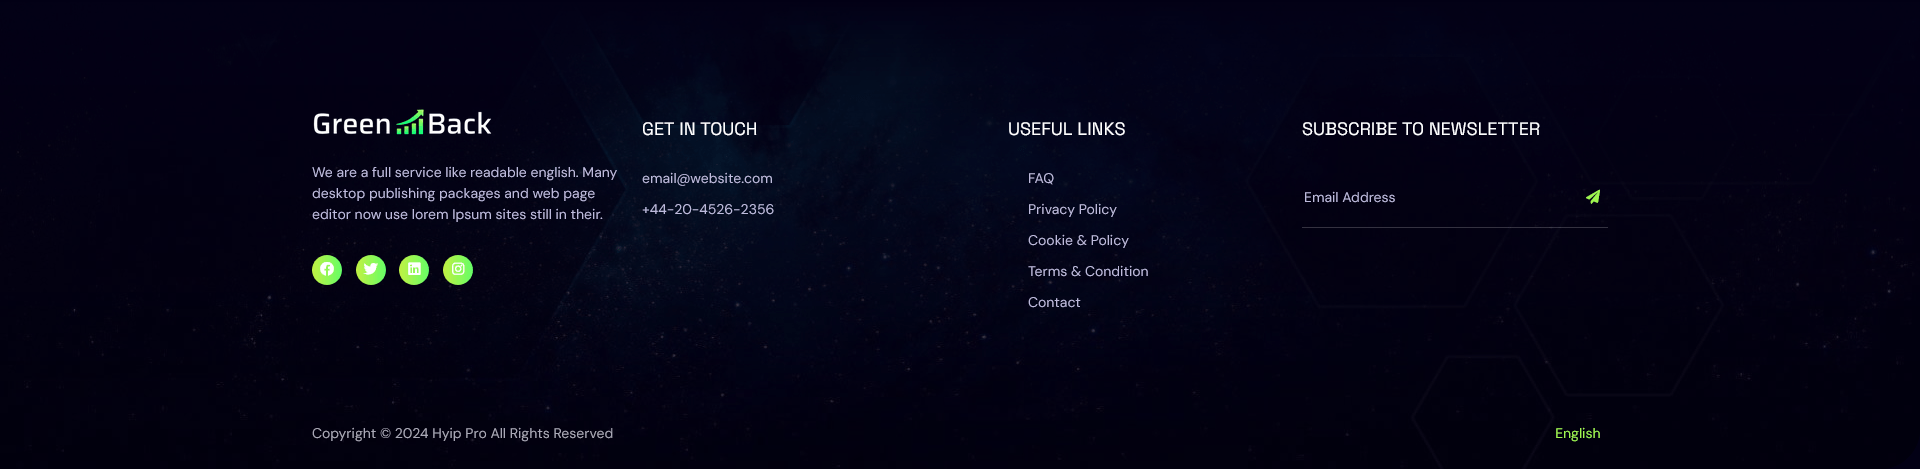 Green Back
We are a full service like readable english. Many
desktop publishing packages and web page
editor now use lorem Ipsum sites still in their.
GET IN TOUCH
email@website.com
+44-20-4526-2356
USEFUL LINKS
FAQ
Privacy Policy
Cookie & Policy
Terms & Condition
Contact
SUBSCRIBE TO NEWSLETTER
Email Address
Copyright © 2024 Hyip Pro All Rights Reserved
English